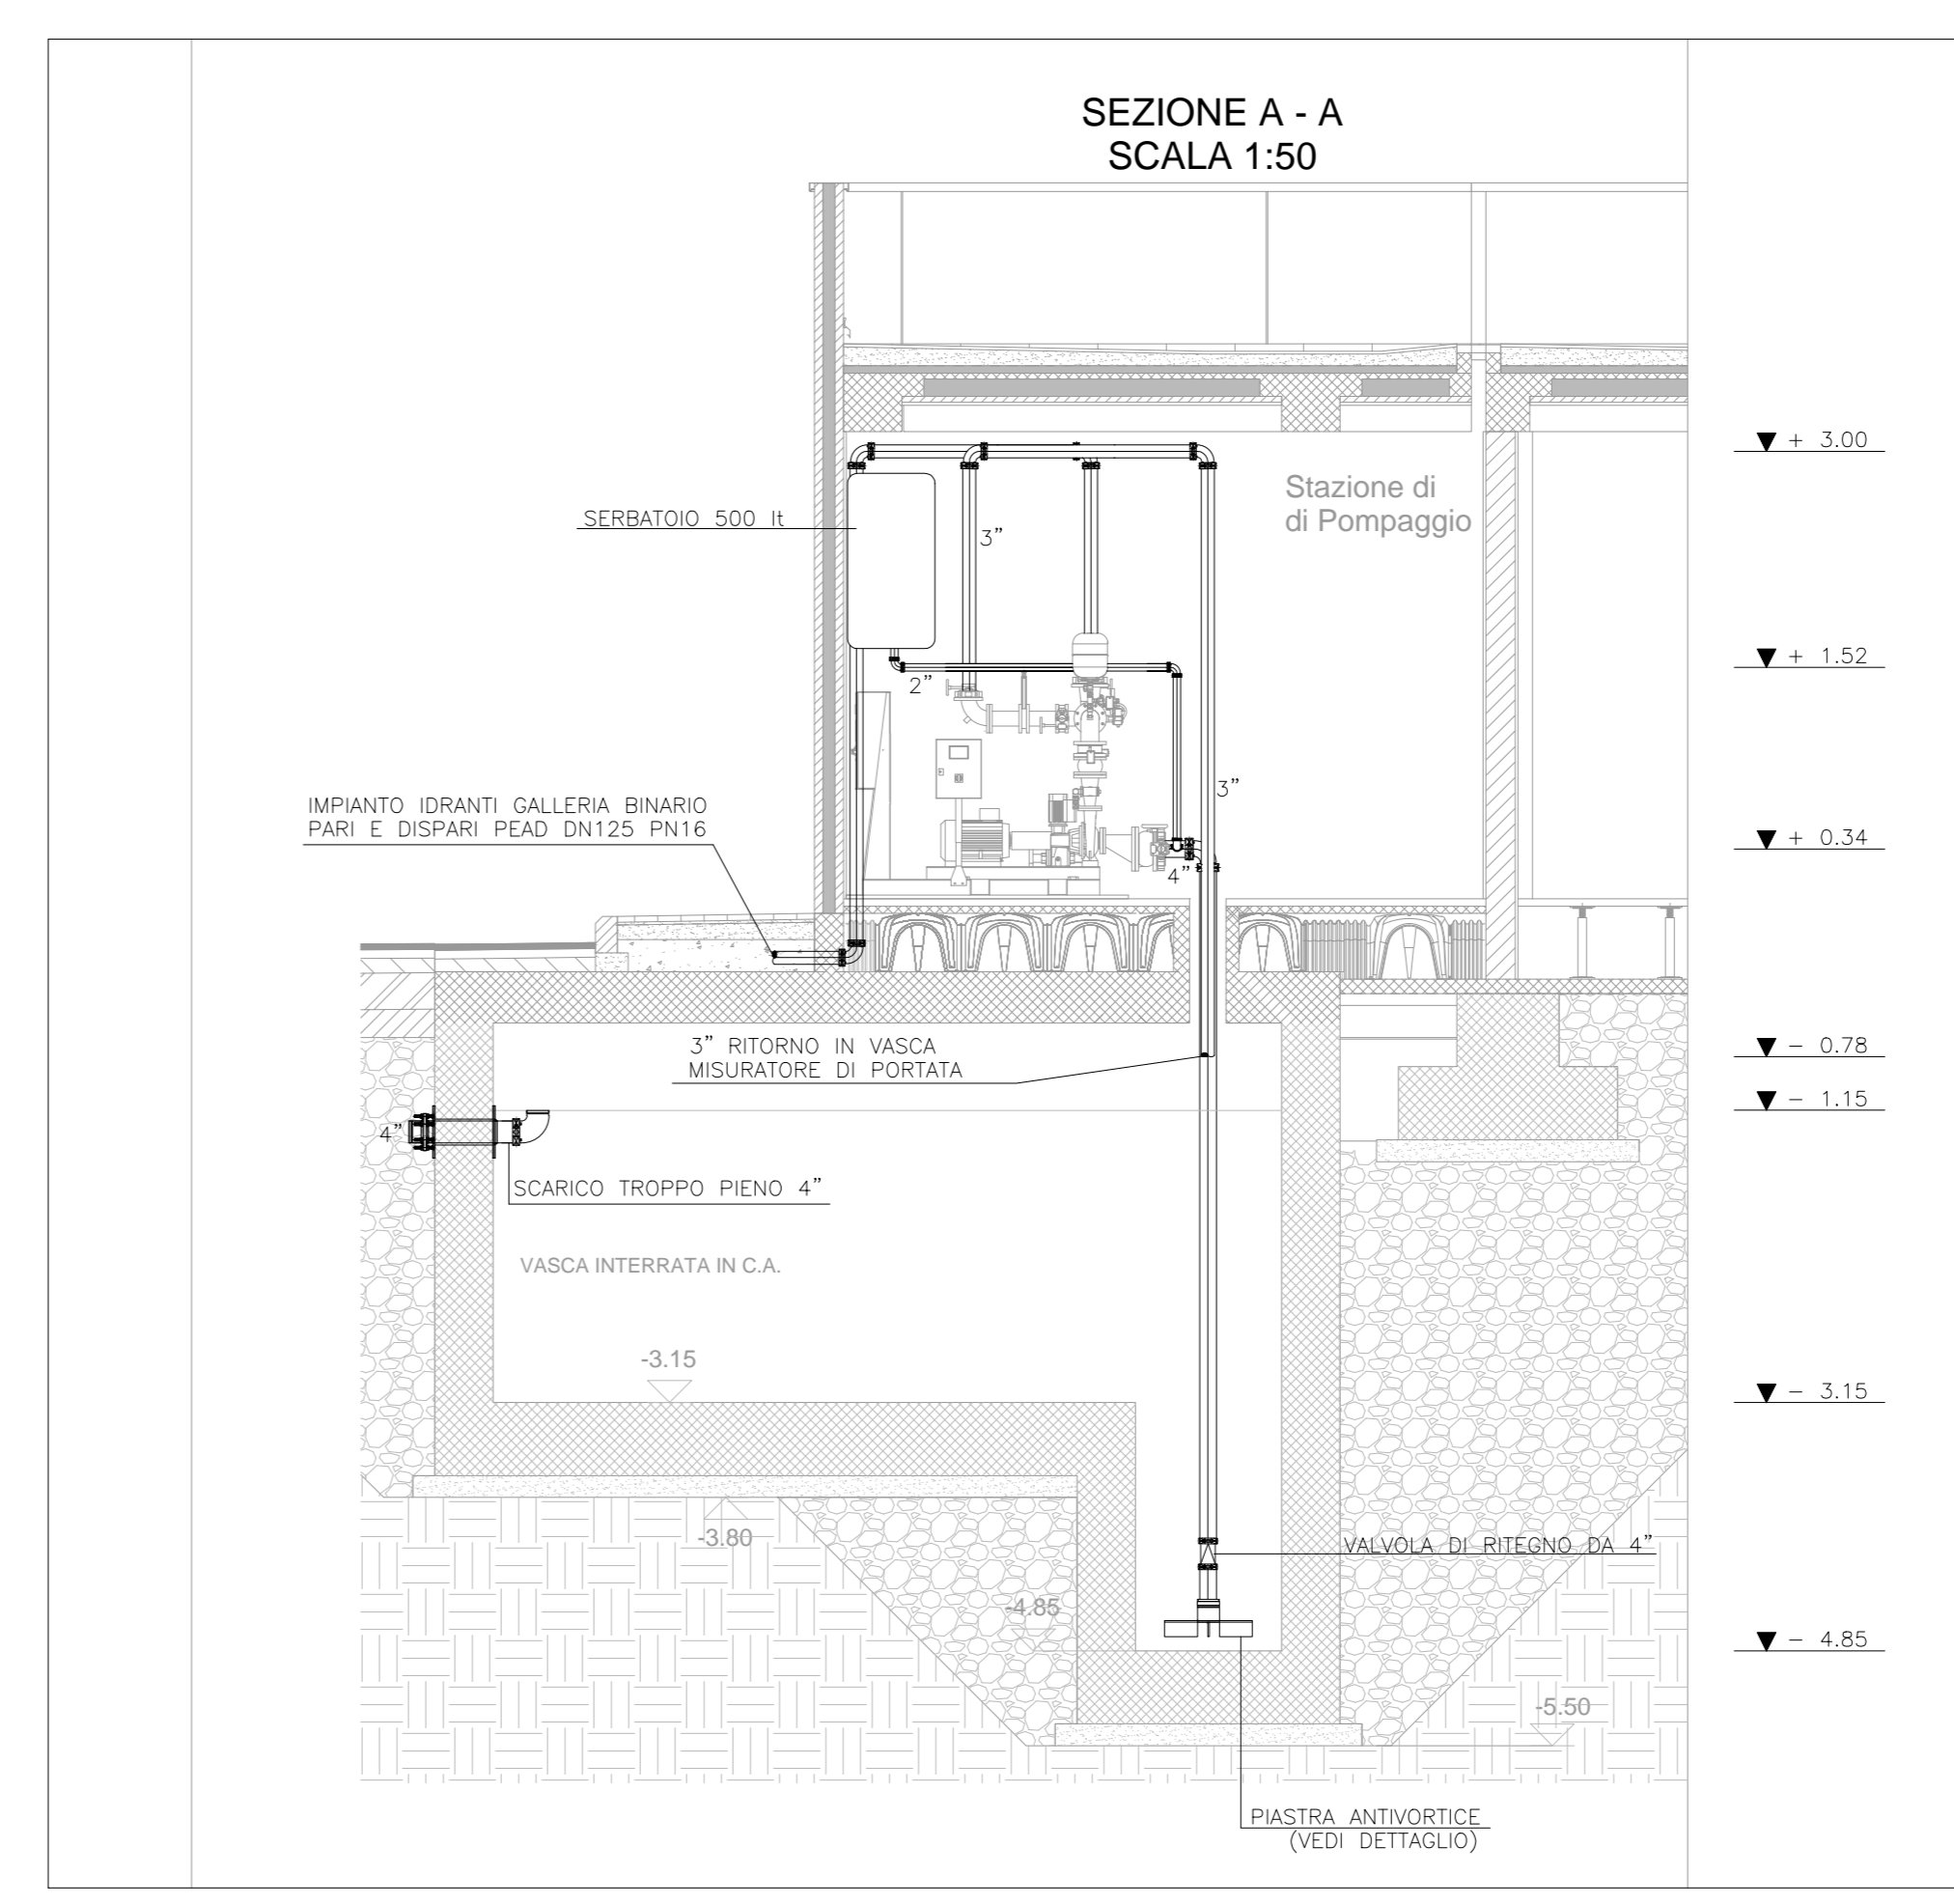 SEZIONE A - A
SCALA 1:50
+ 3.00
Stazione di
di Pompaggio
SERBATOIO 500 lt
3”
+ 1.52
2”
3”
IMPIANTO IDRANTI GALLERIA BINARIO
PARI E DISPARI PEAD DN125 PN16
+ 0.34
4”
3” RITORNO IN VASCA
MISURATORE DI PORTATA
- 0.78
- 1.15
4”
SCARICO TROPPO PIENO 4”
VASCA INTERRATA IN C.A.
-3.15
- 3.15
-3.80
VALVOLA DI RITEGNO DA 4”
-4.85
- 4.85
-5.50
PIASTRA ANTIVORTICE
(VEDI DETTAGLIO)